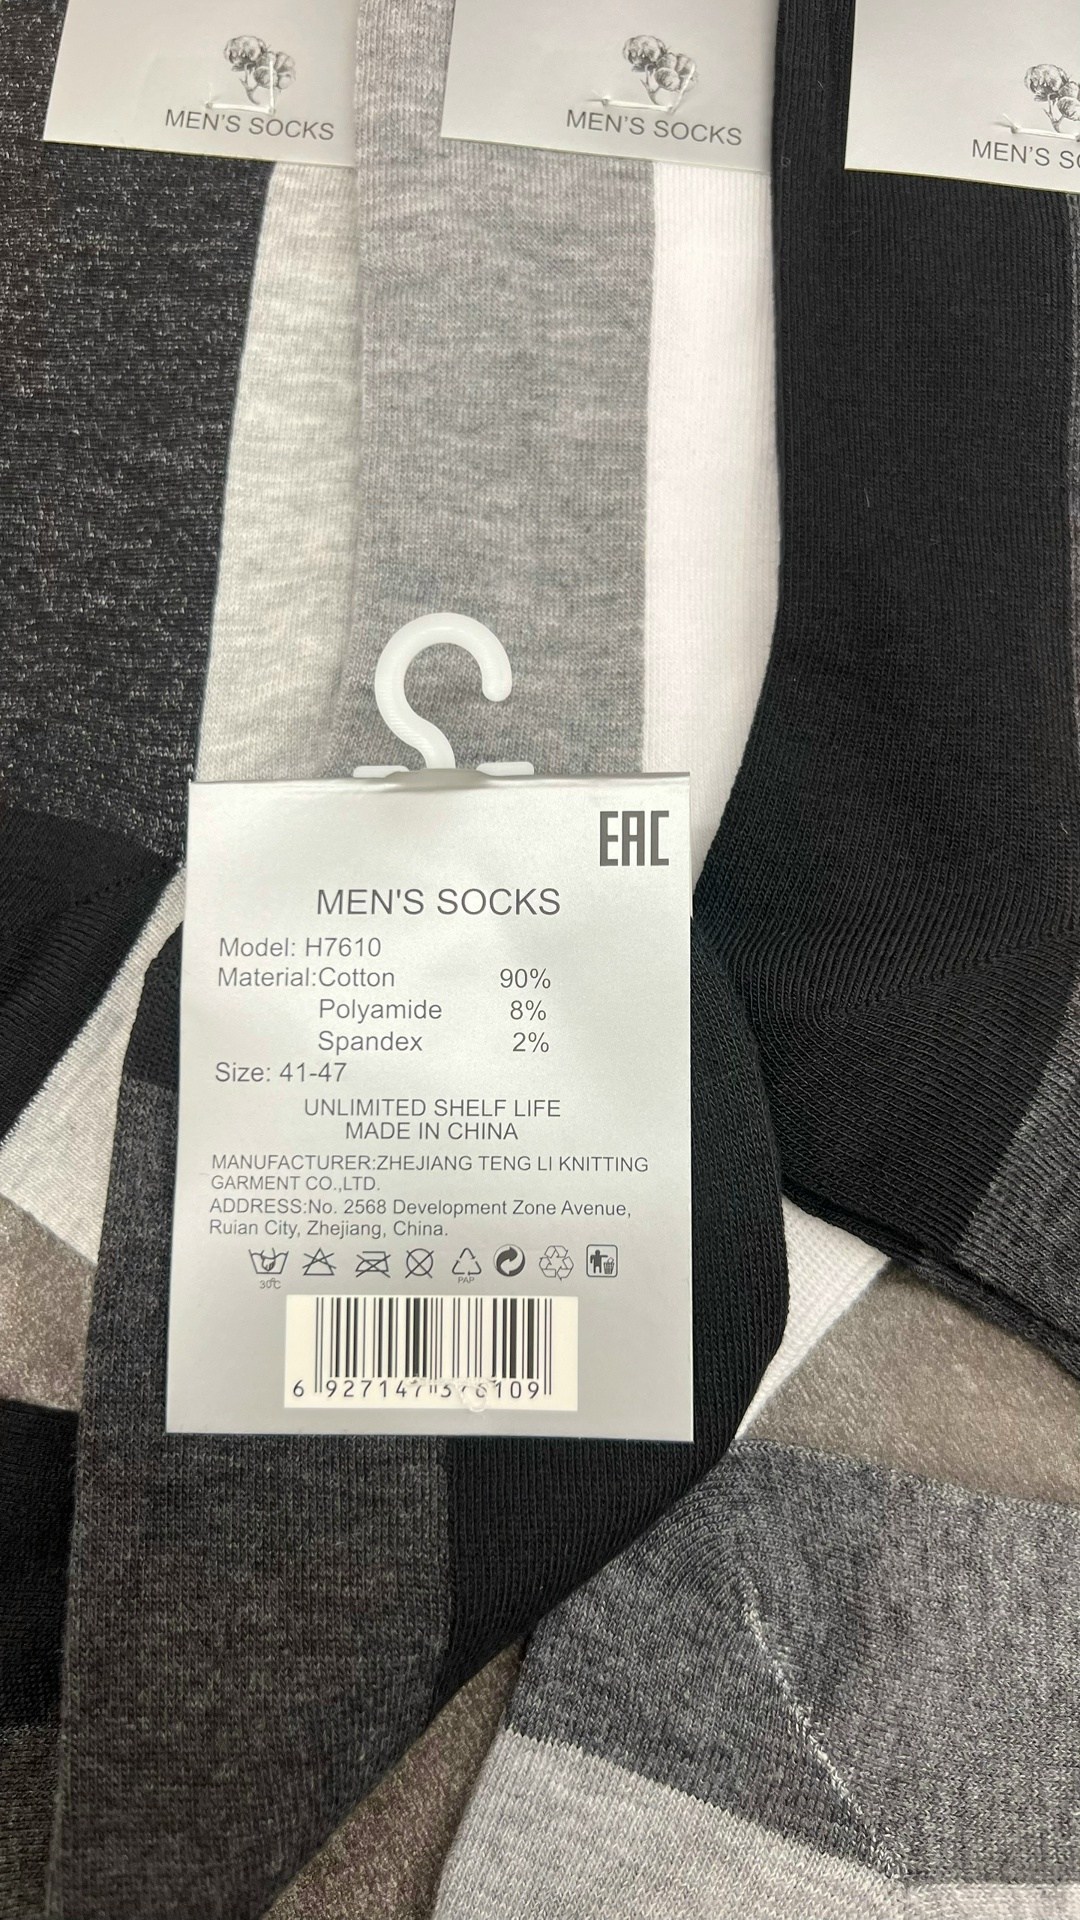 MEN'S SOCKS
MEN'S SOCKS
MEN'S
EAC
MEN'S SOCKS
Model: H7610
Material:Cotton 90%
Polyamide 8%
Spandex 2%
Size: 41-47
UNLIMITED SHELF LIFE
MADE IN CHINA
MANUFACTURER:ZHEJIANG TENG LI KNITTING
GARMENT CO.,LTD.
ADDRESS:No. 2568 Development Zone Avenue,
Ruian City, Zhejiang, China.
30℃
PAP